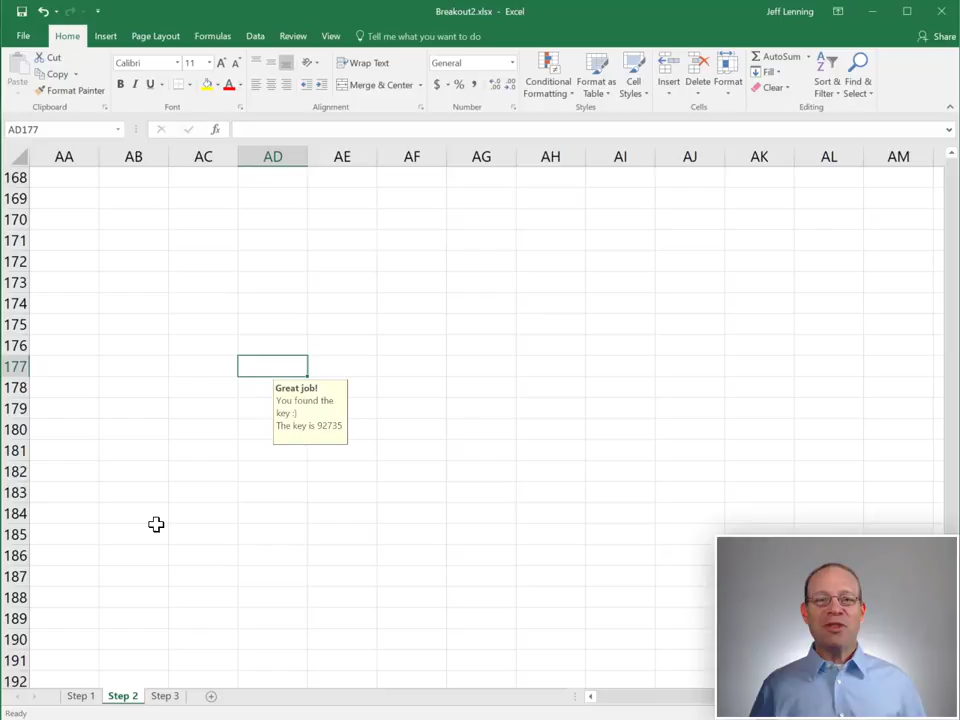 Breakout2.xlsx - Excel
Jeff Lenning
File Home Insert Page Layout Formulas Data Review View Tell me what you want to do Share
Paste
Cut
Copy
Format Painter
Clipboard
Calibri 11
B I U
Font
Wrap Text
Merge & Center
Alignment
General
$ % ,
Number
Conditional Formatting
Format as Table
Cell Styles
Styles
Insert Delete Format
Cells
AutoSum
Fill
Clear
Sort & Filter
Find & Select
Editing
AD177
fx
AA AB AC AD AE AF AG AH AI AJ AK AL AM
168
169
170
171
172
173
174
175
176
177
178
Great job!
You found the
key :)
The key is 92735
179
180
181
182
183
184
185
186
187
188
189
190
191
192
Step 1 Step 2 Step 3
Ready